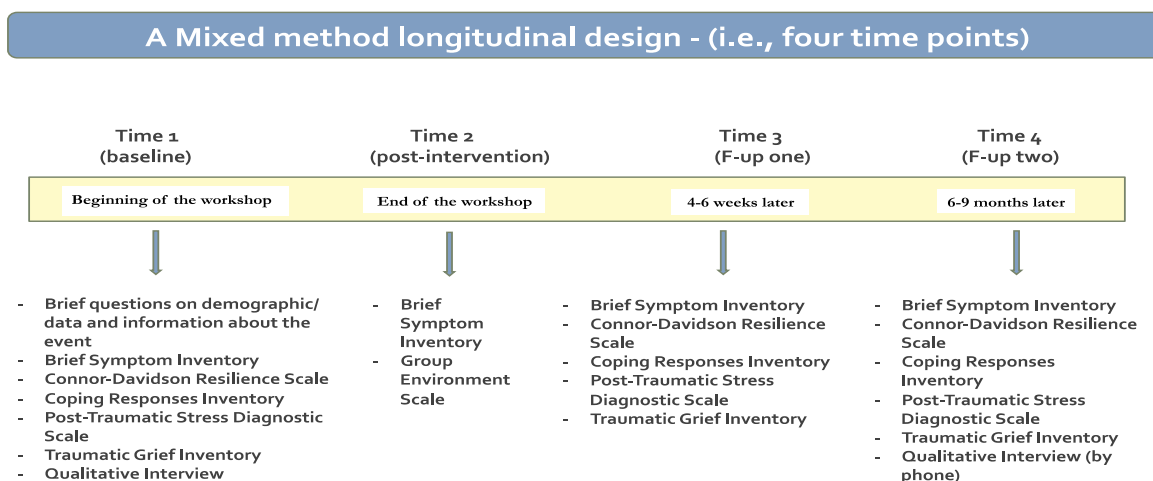 A Mixed method longitudinal design - (i.e., four time points)
Time 1
(baseline)
Time 2
(post-intervention)
Time 3
(F-up one)
Time 4
(F-up two)
Beginning of the workshop
End of the workshop
4-6 weeks later
6-9 months later
- Brief questions on demographic/
data and information about the
event
- Brief Symptom Inventory
- Connor-Davidson Resilience Scale
- Coping Responses Inventory
- Post-Traumatic Stress Diagnostic
Scale
- Traumatic Grief Inventory
- Qualitative Interview
- Brief
Symptom
Inventory
- Group
Environment
Scale
- Brief Symptom Inventory
- Connor-Davidson Resilience
Scale
- Coping Responses Inventory
- Post-Traumatic Stress
Diagnostic Scale
- Traumatic Grief Inventory
- Brief Symptom Inventory
- Connor-Davidson Resilience
Scale
- Coping Responses
Inventory
- Post-Traumatic Stress
Diagnostic Scale
- Traumatic Grief Inventory
- Qualitative Interview (by
phone)